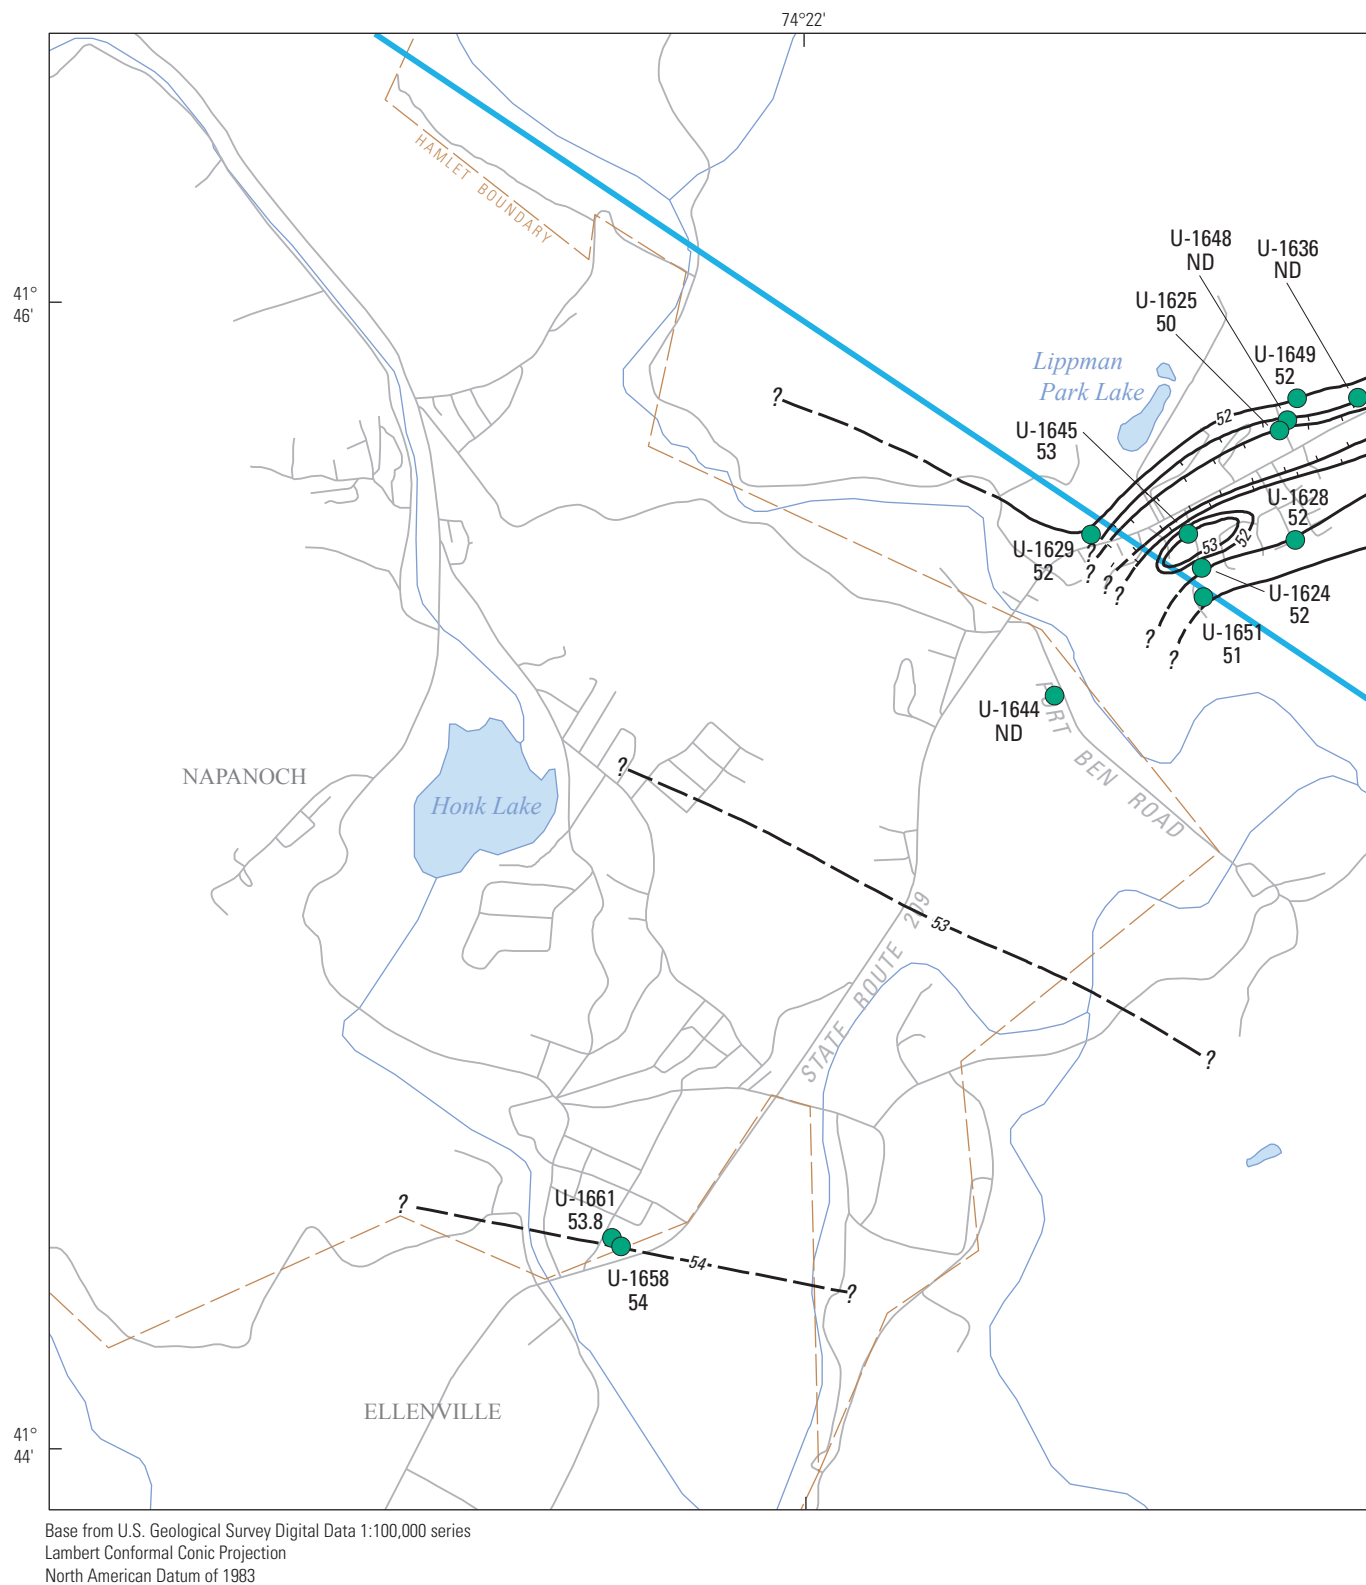 74°22'
HAMLET BOUNDARY
41°
46'
U-1648
ND
U-1636
ND
U-1625
50
U-1649
52
Lippman
Park Lake
52
U-1645
53
U-1628
52
?
U-1629
52
?
?
?
?
53
52
U-1624
52
U-1651
51
?
?
U-1644
ND
FORT BEN ROAD
NAPANOCH
Honk Lake
?
53
?
STATE ROUTE 209
?
U-1661
53.8
54
?
U-1658
54
ELLENVILLE
41°
44'
Base from U.S. Geological Survey Digital Data 1:100,000 series
Lambert Conformal Conic Projection
North American Datum of 1983